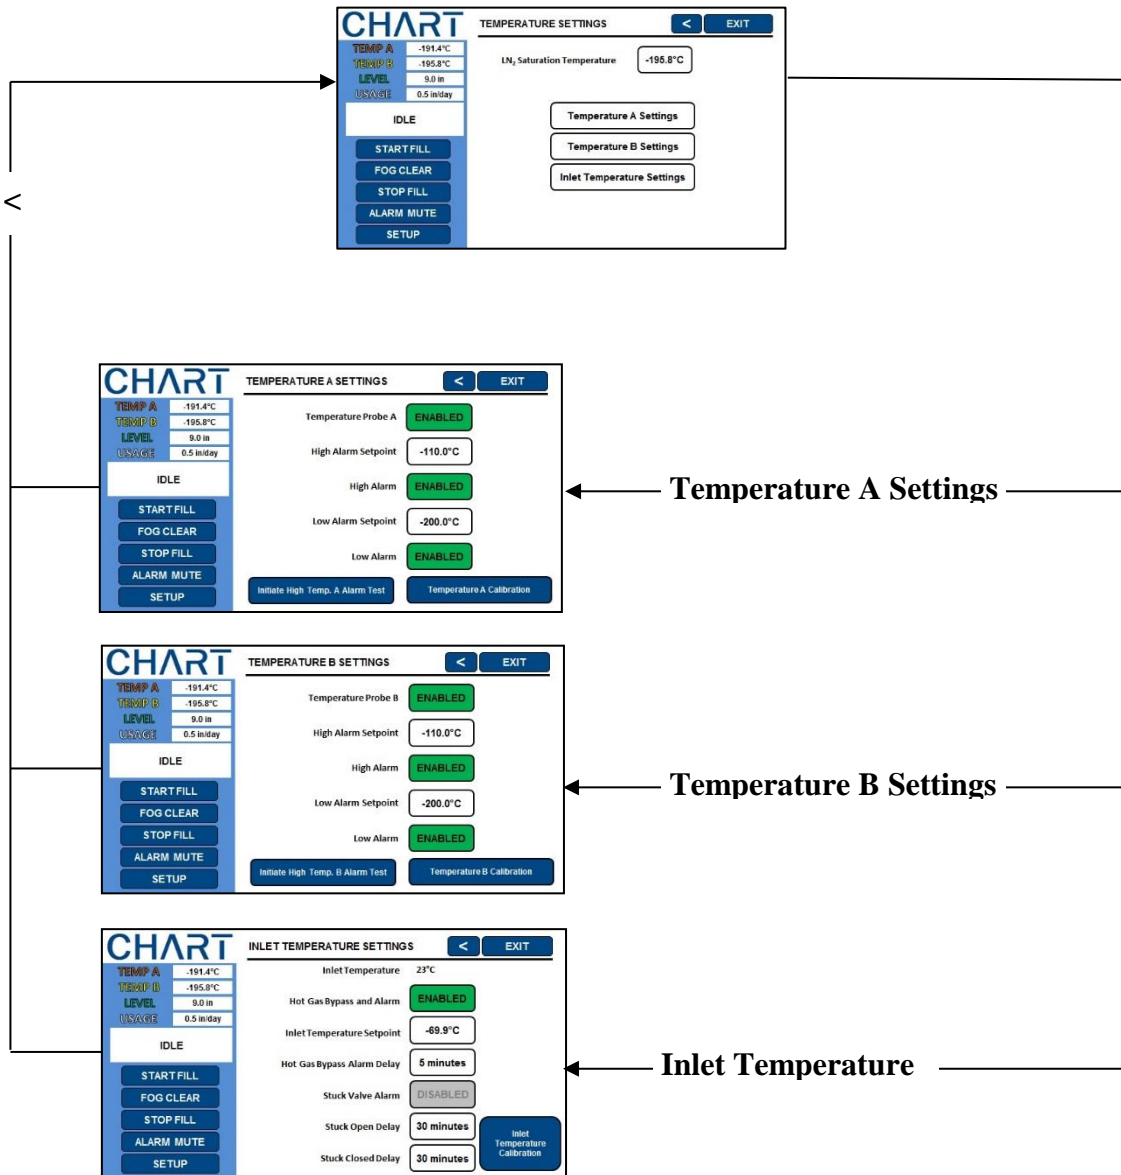 CHART
TEMPERATURE SETTINGS < EXIT
TEMP A -191.4°C
TEMP B -195.8°C
LEVEL 9.0 in
USAGE 0.5 in/day
LN₂ Saturation Temperature -195.8°C
IDLE
Temperature A Settings
Temperature B Settings
Inlet Temperature Settings
START FILL
FOG CLEAR
STOP FILL
ALARM MUTE
SETUP
<
CHART
TEMPERATURE A SETTINGS < EXIT
TEMP A -191.4°C
TEMP B -195.8°C
LEVEL 9.0 in
USAGE 0.5 in/day
IDLE
START FILL
FOG CLEAR
STOP FILL
ALARM MUTE
SETUP
Temperature Probe A ENABLED
High Alarm Setpoint -110.0°C
High Alarm ENABLED
Low Alarm Setpoint -200.0°C
Low Alarm ENABLED
Initiate High Temp. A Alarm Test Temperature A Calibration
Temperature A Settings
CHART
TEMPERATURE B SETTINGS < EXIT
TEMP A -191.4°C
TEMP B -195.8°C
LEVEL 9.0 in
USAGE 0.5 in/day
IDLE
START FILL
FOG CLEAR
STOP FILL
ALARM MUTE
SETUP
Temperature Probe B ENABLED
High Alarm Setpoint -110.0°C
High Alarm ENABLED
Low Alarm Setpoint -200.0°C
Low Alarm ENABLED
Initiate High Temp. B Alarm Test Temperature B Calibration
Temperature B Settings
CHART
INLET TEMPERATURE SETTINGS < EXIT
TEMP A -191.4°C
TEMP B -195.8°C
LEVEL 9.0 in
USAGE 0.5 in/day
IDLE
START FILL
FOG CLEAR
STOP FILL
ALARM MUTE
SETUP
Inlet Temperature 23°C
Hot Gas Bypass and Alarm ENABLED
Inlet Temperature Setpoint -69.9°C
Hot Gas Bypass Alarm Delay 5 minutes
Stuck Valve Alarm DISABLED
Stuck Open Delay 30 minutes
Stuck Closed Delay 30 minutes
Inlet
Temperature
Calibration
Inlet Temperature